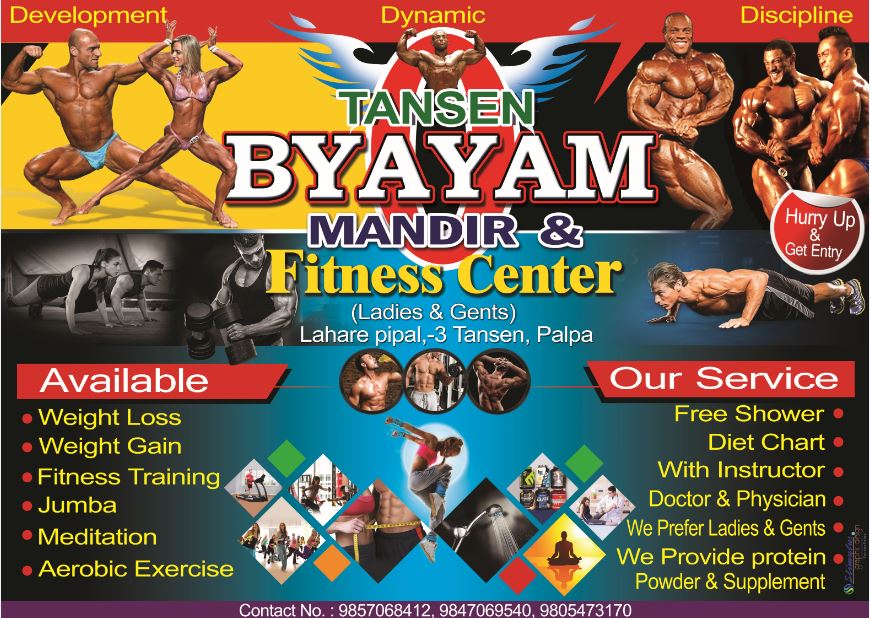 Development
Dynamic
Discipline
TANSEN
BYAYAM
MANDIR &
Fitness Center
(Ladies & Gents)
Lahare pipal,-3 Tansen, Palpa
Hurry Up
&
Get Entry
Available
• Weight Loss
• Weight Gain
• Fitness Training
• Jumba
• Meditation
• Aerobic Exercise
Our Service
Free Shower •
Diet Chart •
With Instructor •
Doctor & Physician •
We Prefer Ladies & Gents •
We Provide protein •
Powder & Supplement
Contact No. : 9857068412, 9847069540, 9805473170